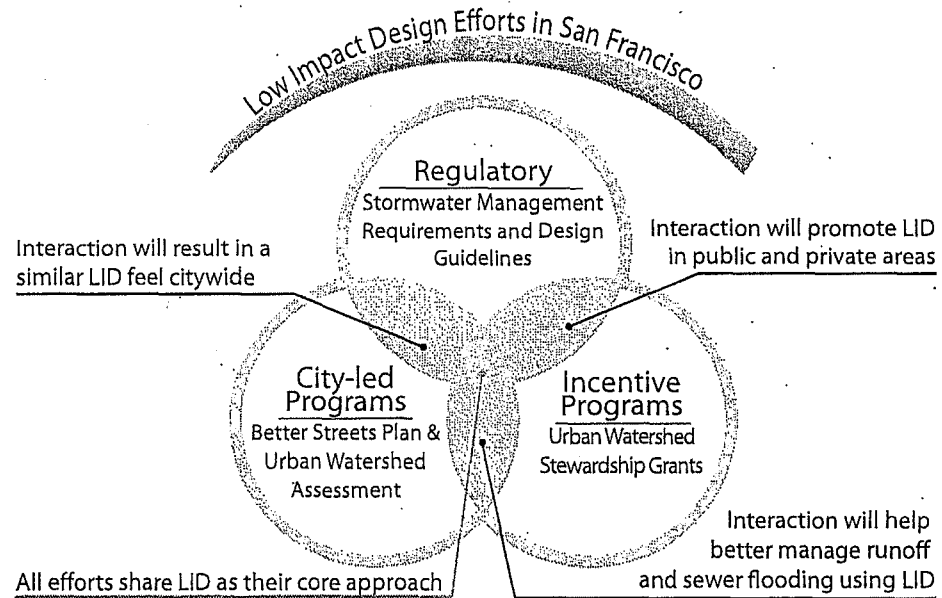 Low Impact Design Efforts in San Francisco
Regulatory
Stormwater Management
Requirements and Design
Guidelines
Interaction will result in a
similar LID feel citywide
Interaction will promote LID
in public and private areas
City-led
Programs
Better Streets Plan &
Urban Watershed
Assessment
Incentive
Programs
Urban Watershed
Stewardship Grants
All efforts share LID as their core approach
Interaction will help
better manage runoff
and sewer flooding using LID